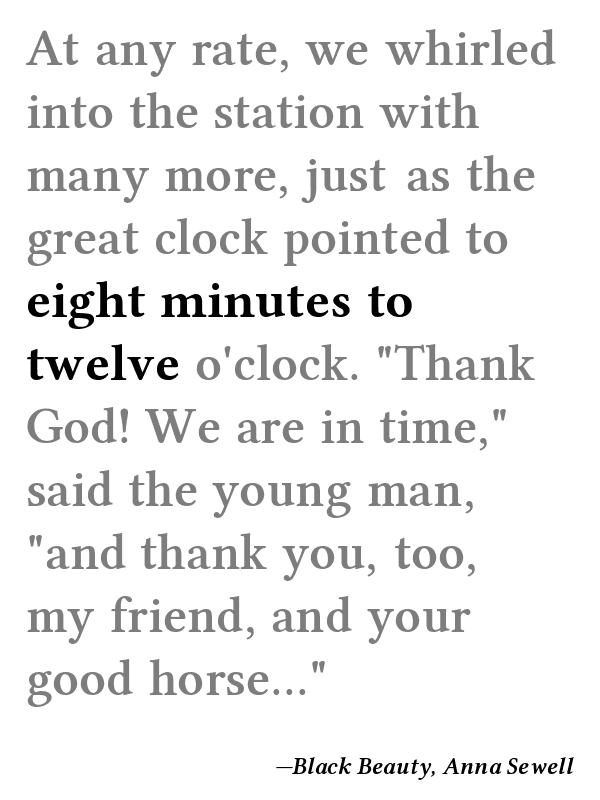 At any rate, we whirled
into the station with
many more, just as the
great clock pointed to
eight minutes to
twelve o'clock. "Thank
God! We are in time,"
said the young man,
"and thank you, too,
my friend, and your
good horse..."
—Black Beauty, Anna Sewell